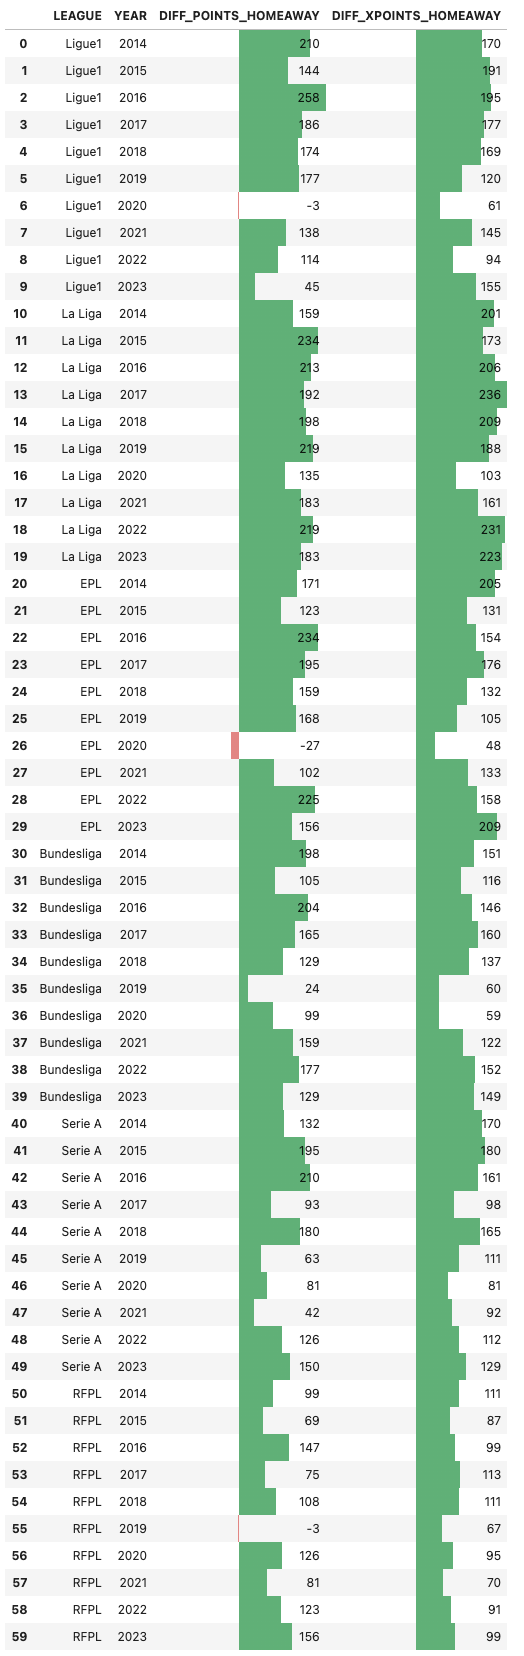 LEAGUE YEAR DIFF_POINTS_HOMEAWAY DIFF_XPOINTS_HOMEAWAY
0 Ligue1 2014 210 170
1 Ligue1 2015 144 191
2 Ligue1 2016 258 195
3 Ligue1 2017 186 177
4 Ligue1 2018 174 169
5 Ligue1 2019 177 120
6 Ligue1 2020 -3 61
7 Ligue1 2021 138 145
8 Ligue1 2022 114 94
9 Ligue1 2023 45 155
10 La Liga 2014 159 201
11 La Liga 2015 234 173
12 La Liga 2016 213 206
13 La Liga 2017 192 236
14 La Liga 2018 198 209
15 La Liga 2019 219 188
16 La Liga 2020 135 103
17 La Liga 2021 183 161
18 La Liga 2022 219 231
19 La Liga 2023 183 223
20 EPL 2014 171 205
21 EPL 2015 123 131
22 EPL 2016 234 154
23 EPL 2017 195 176
24 EPL 2018 159 132
25 EPL 2019 168 105
26 EPL 2020 -27 48
27 EPL 2021 102 133
28 EPL 2022 225 158
29 EPL 2023 156 209
30 Bundesliga 2014 198 151
31 Bundesliga 2015 105 116
32 Bundesliga 2016 204 146
33 Bundesliga 2017 165 160
34 Bundesliga 2018 129 137
35 Bundesliga 2019 24 60
36 Bundesliga 2020 99 59
37 Bundesliga 2021 159 122
38 Bundesliga 2022 177 152
39 Bundesliga 2023 129 149
40 Serie A 2014 132 170
41 Serie A 2015 195 180
42 Serie A 2016 210 161
43 Serie A 2017 93 98
44 Serie A 2018 180 165
45 Serie A 2019 63 111
46 Serie A 2020 81 81
47 Serie A 2021 42 92
48 Serie A 2022 126 112
49 Serie A 2023 150 129
50 RFPL 2014 99 111
51 RFPL 2015 69 87
52 RFPL 2016 147 99
53 RFPL 2017 75 113
54 RFPL 2018 108 111
55 RFPL 2019 -3 67
56 RFPL 2020 126 95
57 RFPL 2021 81 70
58 RFPL 2022 123 91
59 RFPL 2023 156 99